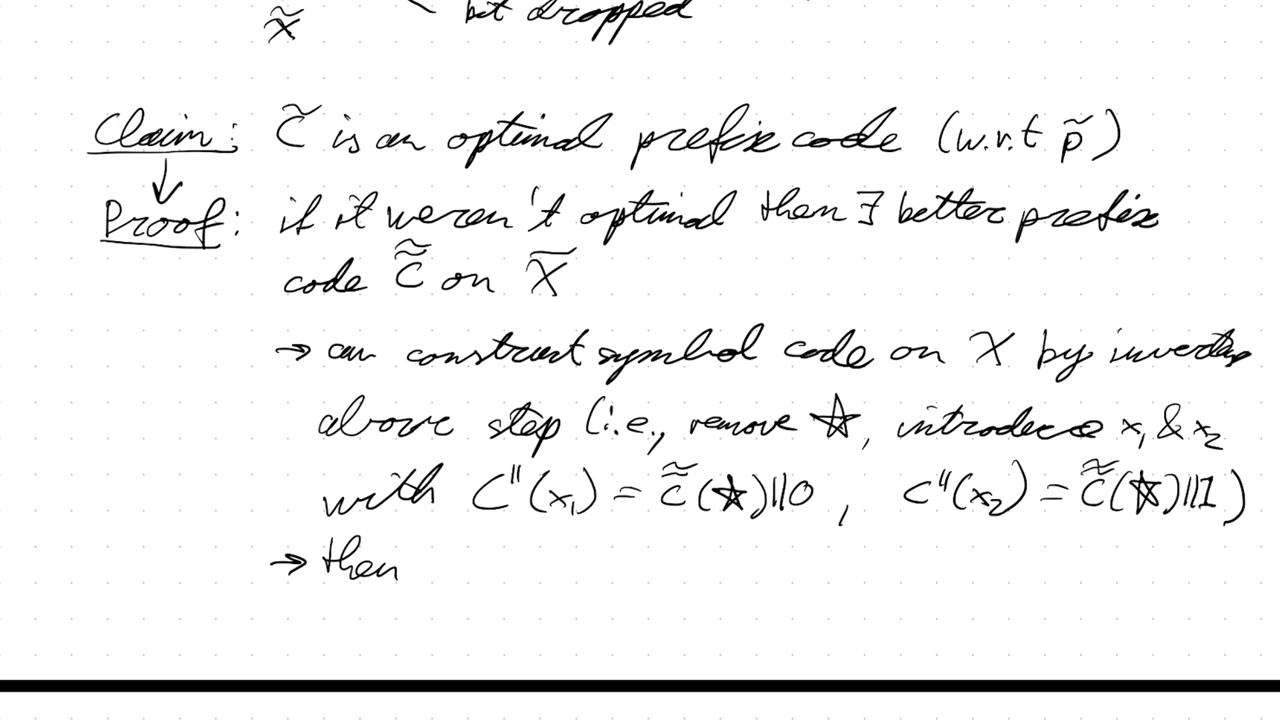 x̃ bit dropped
Claim: C̃ is an optimal prefix code (w.r.t p̃)
↓
Proof: if it weren't optimal then ∃ better prefix
code C̃̃ on X̃
→ can construct symbol code on X by inverting
above step (i.e., remove ☆, introduce x₁ & x₂
with C"(x₁) = C̃̃(☆)||0, C"(x₂) = C̃̃(☆)||1)
→ then